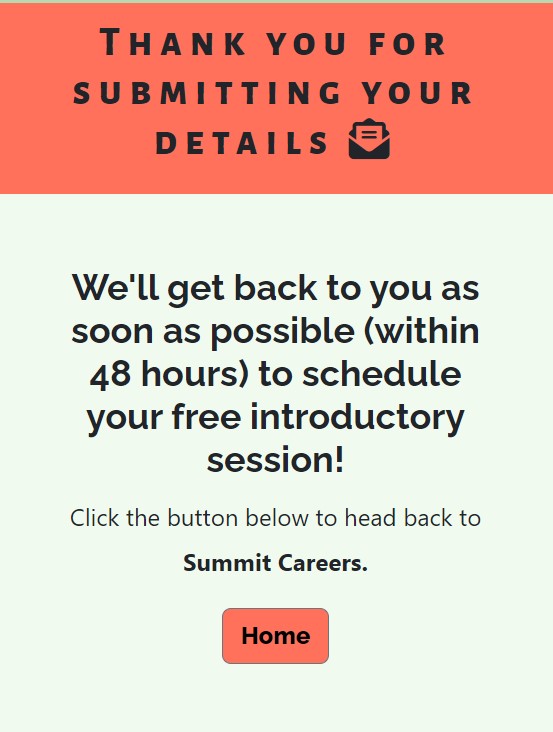 Thank you for
submitting your
details
We'll get back to you as
soon as possible (within
48 hours) to schedule
your free introductory
session!
Click the button below to head back to
Summit Careers.
Home